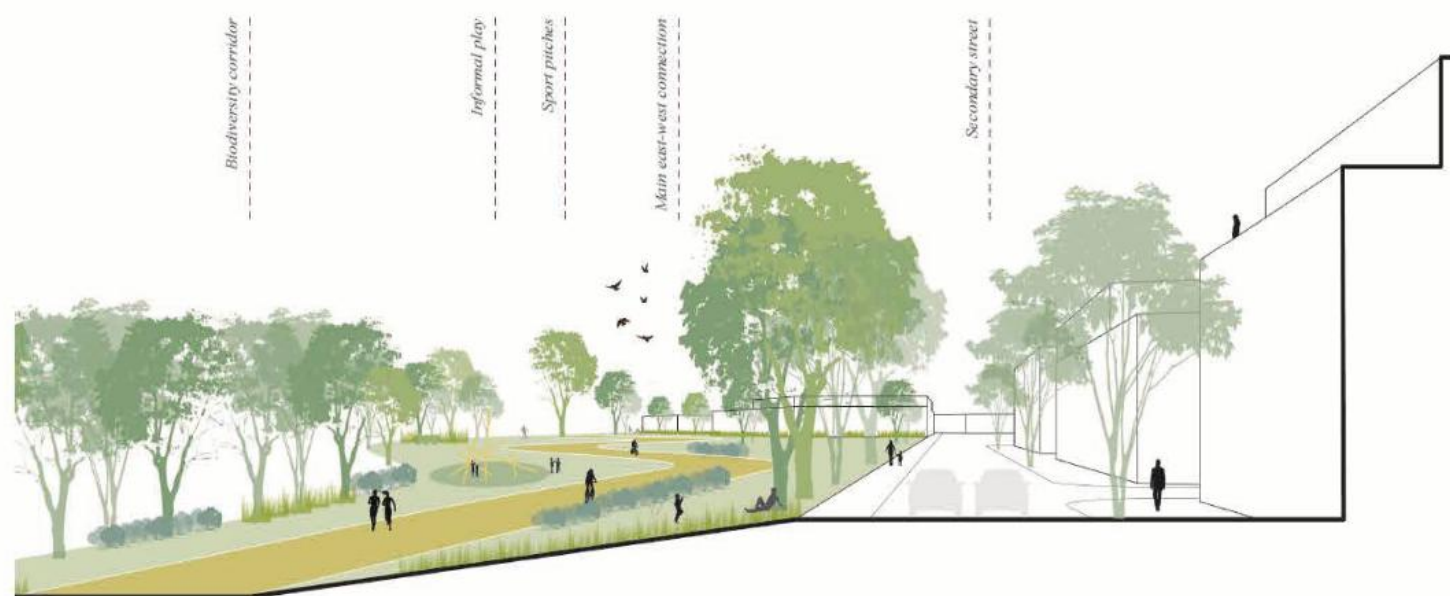 Biodiversity corridor
Informal play
Sport pitches
Main east-west connection
Secondary street